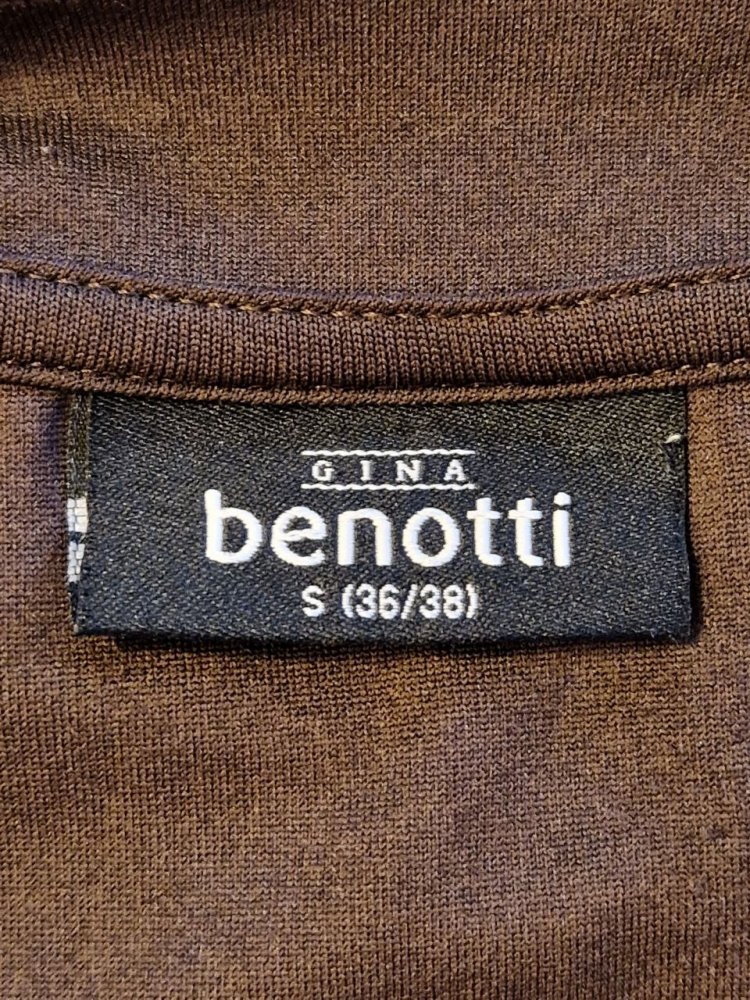 GINA
benotti
S (36/38)